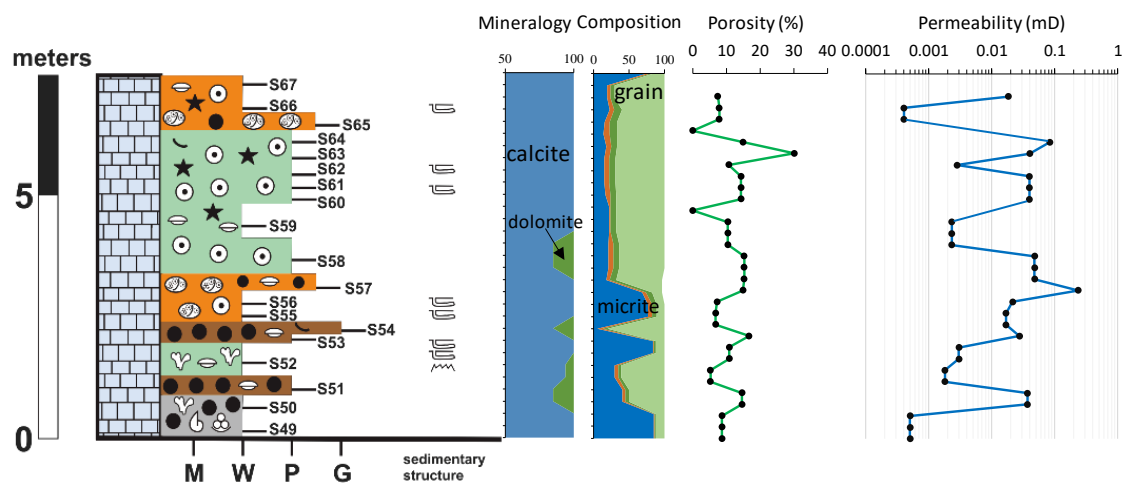 Mineralogy Composition Porosity (%) Permeability (mD)
meters
50 100 0 50 100 0 10 20 30 40 0.0001 0.001 0.01 0.1 1
S67
S66
S65
S64
S63
S62
S61
S60
S59
S58
S57
S56
S55
S54
S53
S52
S51
S50
S49
grain
calcite
dolomite
micrite
5
0
M W P G
sedimentary
structure